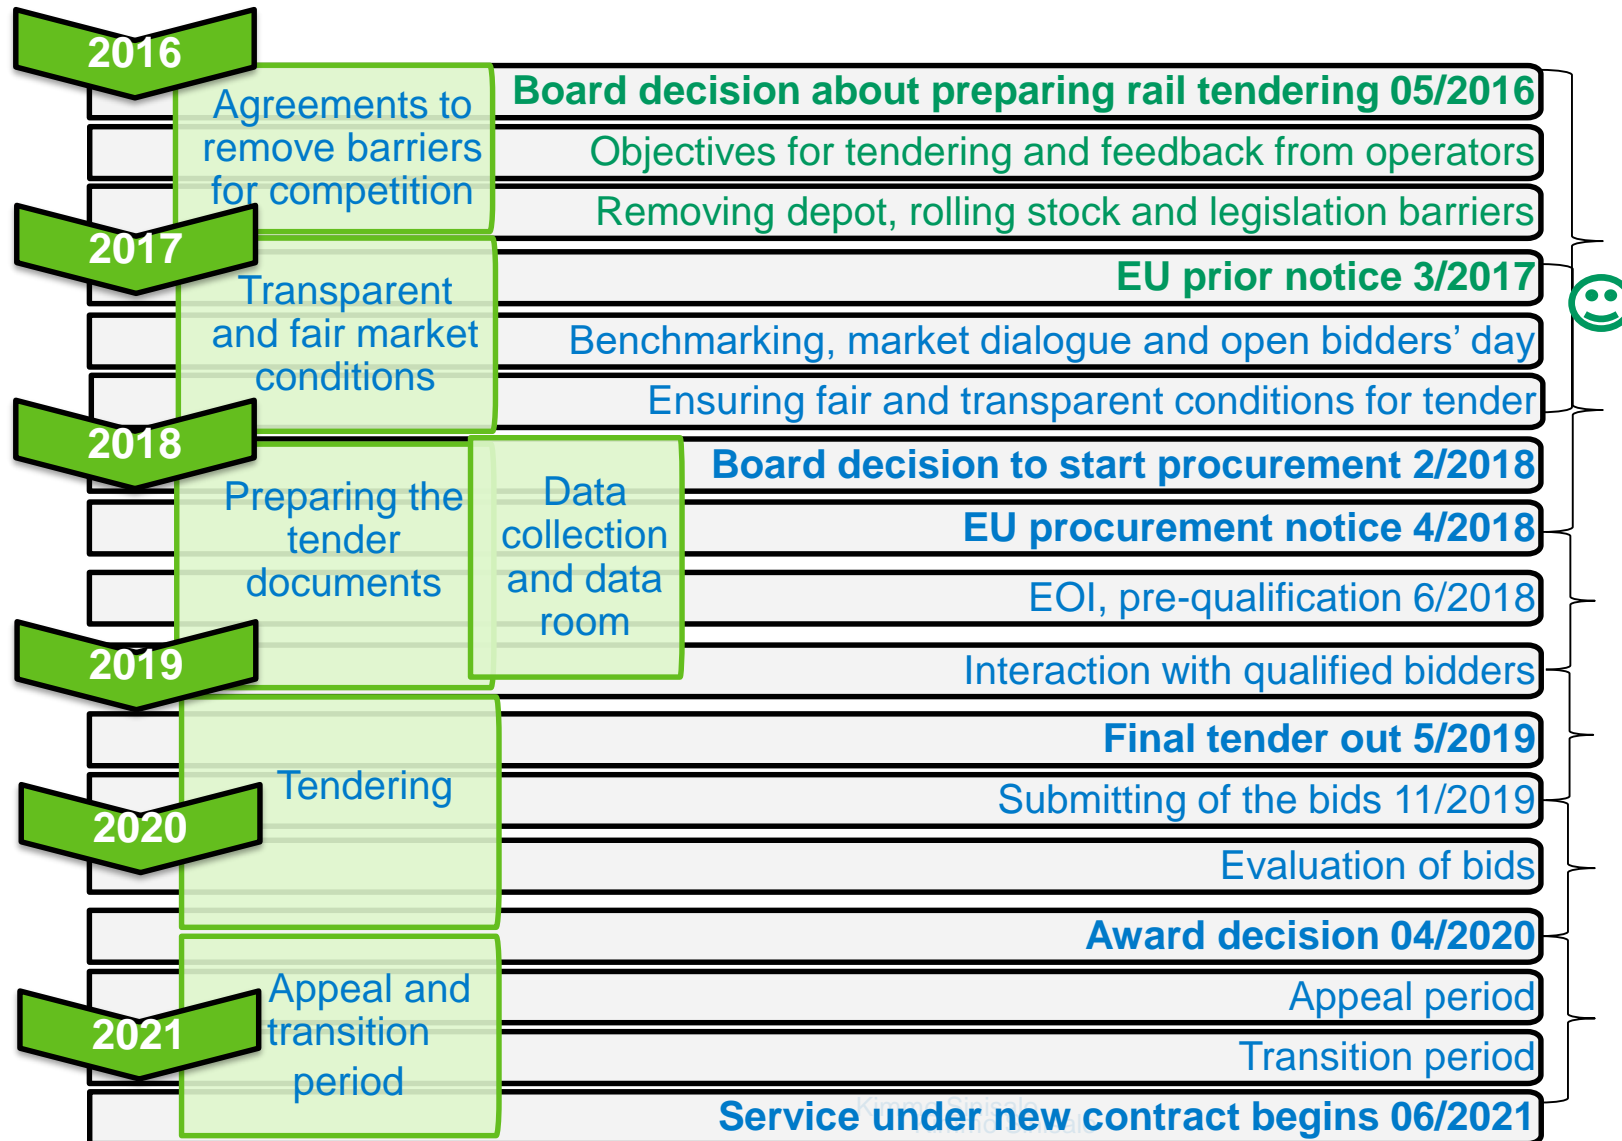 2016
Agreements to
remove barriers
for competition
Board decision about preparing rail tendering 05/2016
Objectives for tendering and feedback from operators
Removing depot, rolling stock and legislation barriers
2017
Transparent
and fair market
conditions
EU prior notice 3/2017
Benchmarking, market dialogue and open bidders’ day
Ensuring fair and transparent conditions for tender
2018
Preparing the
tender
documents
Data
collection
and data
room
Board decision to start procurement 2/2018
EU procurement notice 4/2018
EOI, pre-qualification 6/2018
Interaction with qualified bidders
2019
Tendering
Final tender out 5/2019
Submitting of the bids 11/2019
2020
Evaluation of bids
Award decision 04/2020
Appeal and
transition
period
Appeal period
2021
Transition period
Service under new contract begins 06/2021
Kimmo Sinisalo
Kimmo Sinisalo